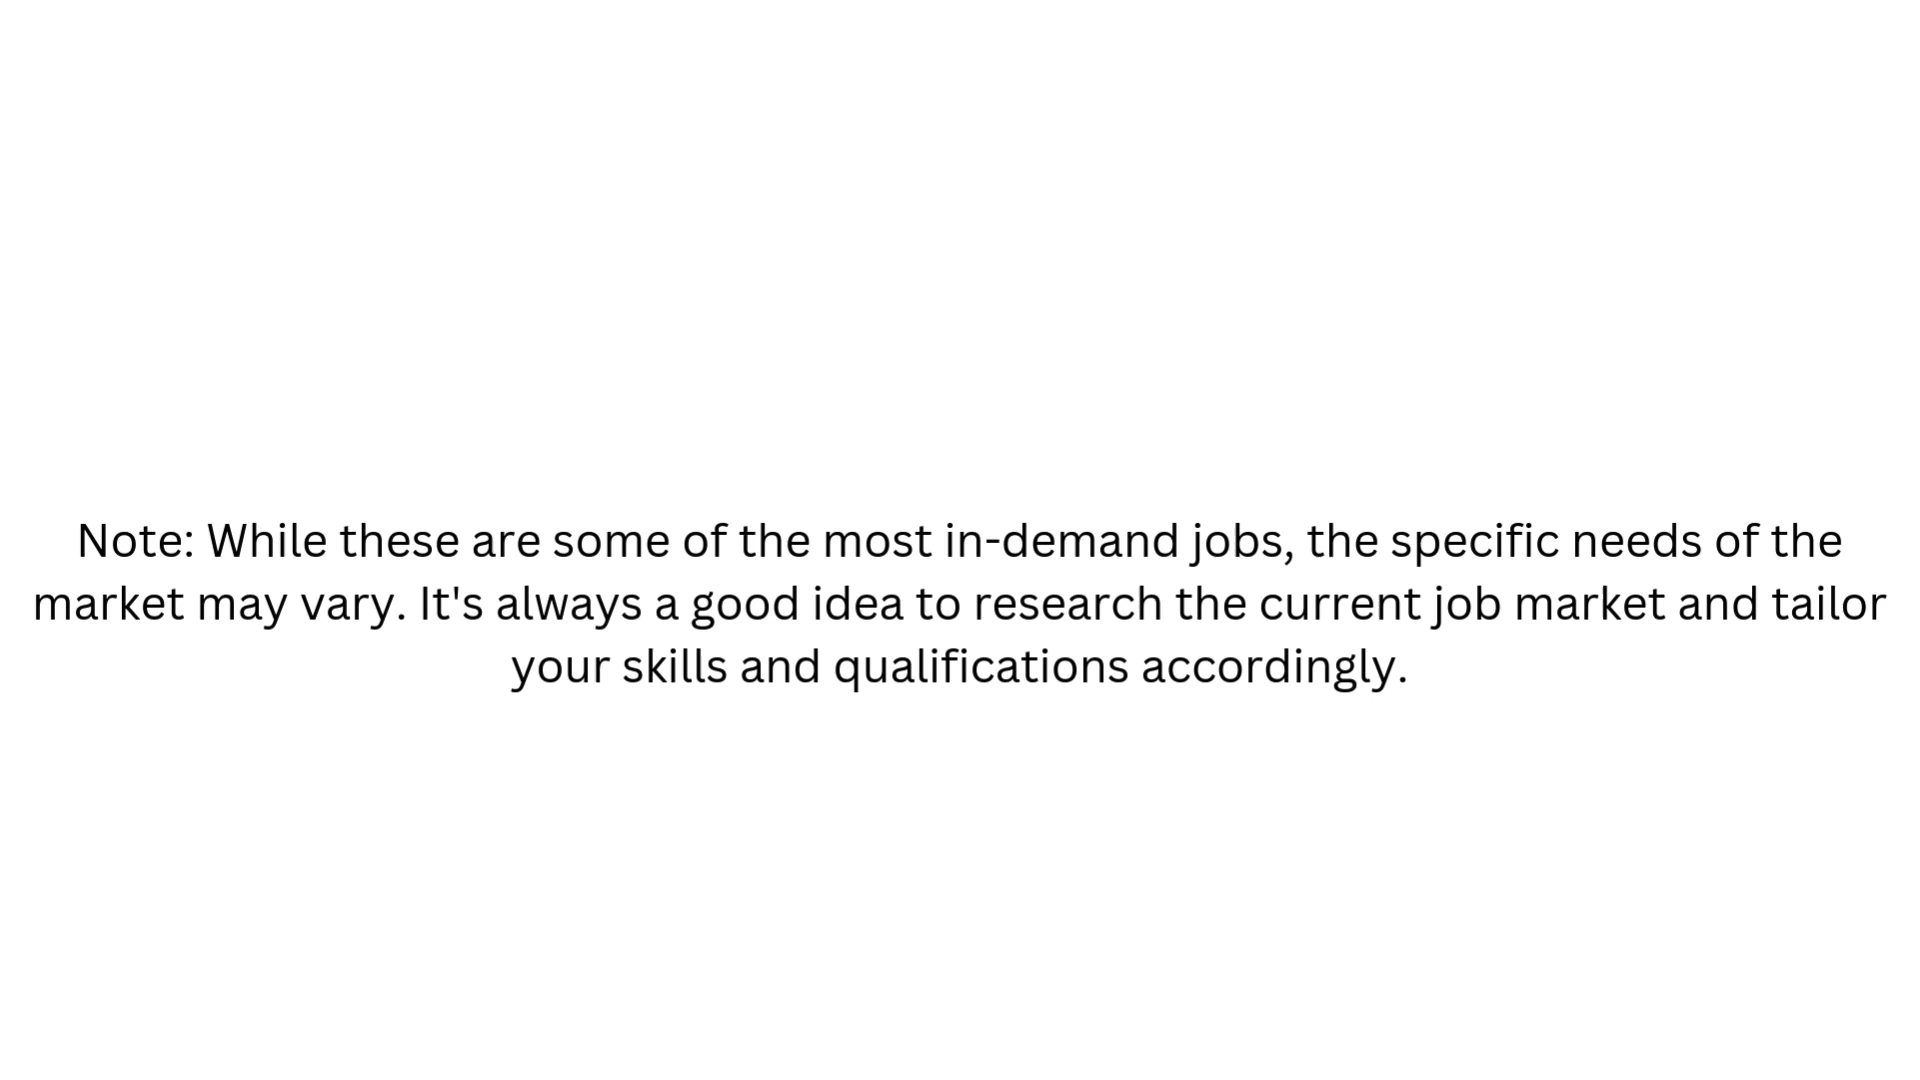 Note: While these are some of the most in-demand jobs, the specific needs of the
market may vary. It's always a good idea to research the current job market and tailor
your skills and qualifications accordingly.